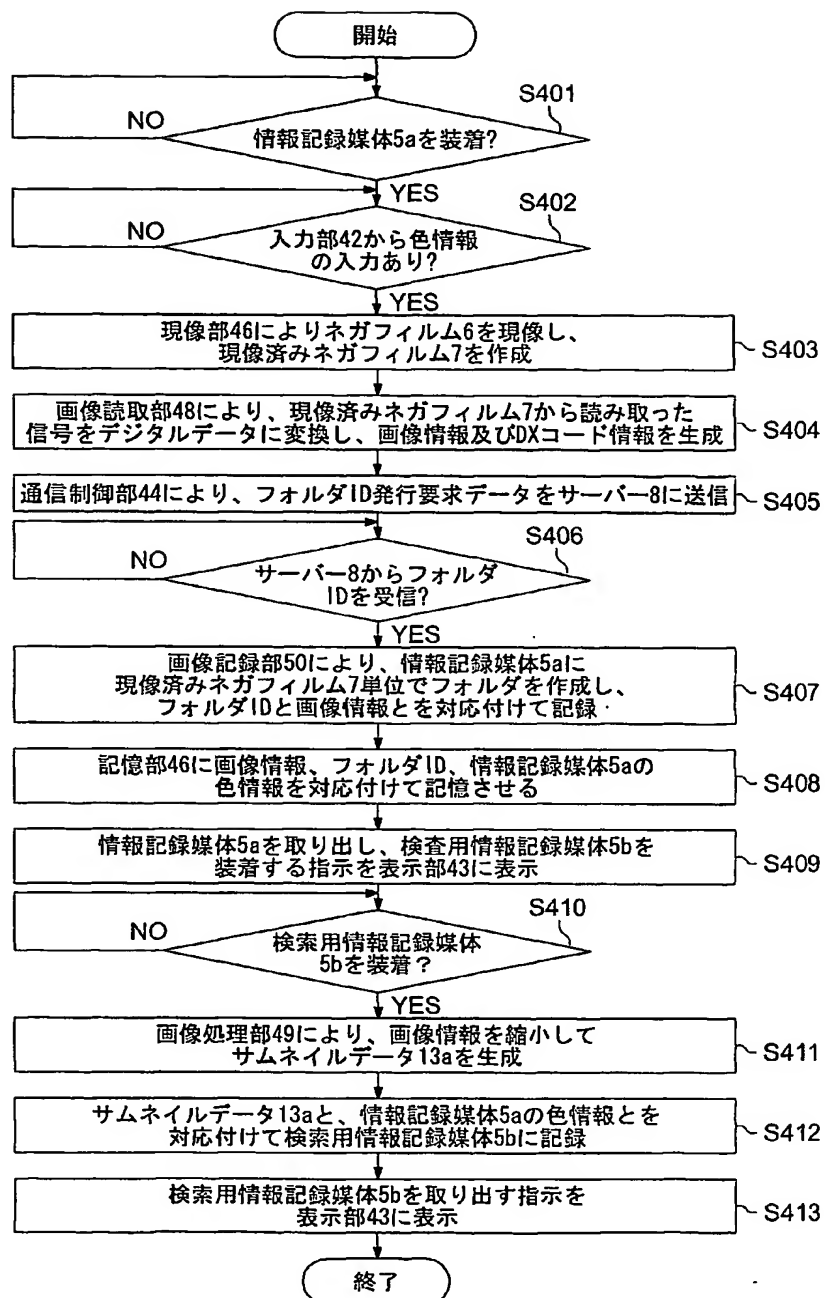 開始
S401
NO
情報記録媒体5aを装着?
YES
S402
NO
入力部42から色情報
の入力あり?
YES
現像部46によりネガフィルム6を現像し、
現像済みネガフィルム7を作成
S403
画像読取部48により、現像済みネガフィルム7から読み取った
信号をデジタルデータに変換し、画像情報及びDXコード情報を生成
S404
通信制御部44により、フォルダID発行要求データをサーバー8に送信
S405
S406
NO
サーバー8からフォルダ
IDを受信?
YES
画像記録部50により、情報記録媒体5aに
現像済みネガフィルム7単位でフォルダを作成し、
フォルダIDと画像情報とを対応付けて記録
S407
記憶部46に画像情報、フォルダID、情報記録媒体5aの
色情報を対応付けて記憶させる
S408
情報記録媒体5aを取り出し、検査用情報記録媒体5bを
装着する指示を表示部43に表示
S409
S410
NO
検索用情報記録媒体
5bを装着?
YES
画像処理部49により、画像情報を縮小して
サムネイルデータ13aを生成
S411
サムネイルデータ13aと、情報記録媒体5aの色情報とを
対応付けて検索用情報記録媒体5bに記録
S412
検索用情報記録媒体5bを取り出す指示を
表示部43に表示
S413
終了